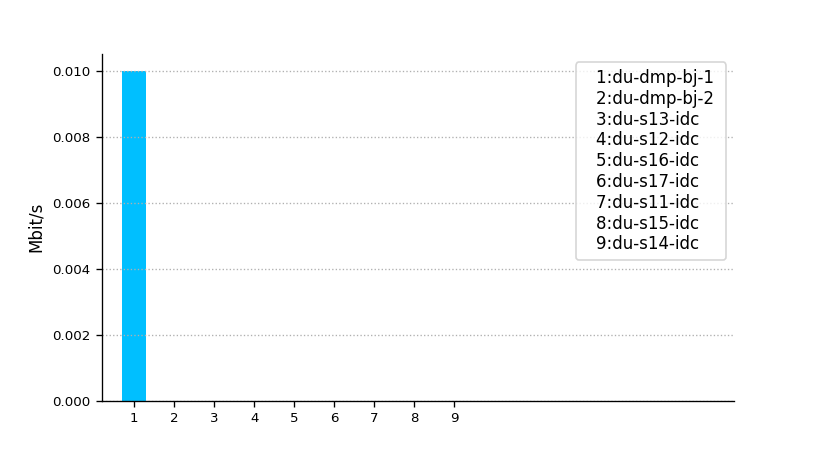 0.010
0.008
0.006
0.004
0.002
0.000
Mbit/s
1 2 3 4 5 6 7 8 9
1:du-dmp-bj-1
2:du-dmp-bj-2
3:du-s13-idc
4:du-s12-idc
5:du-s16-idc
6:du-s17-idc
7:du-s11-idc
8:du-s15-idc
9:du-s14-idc